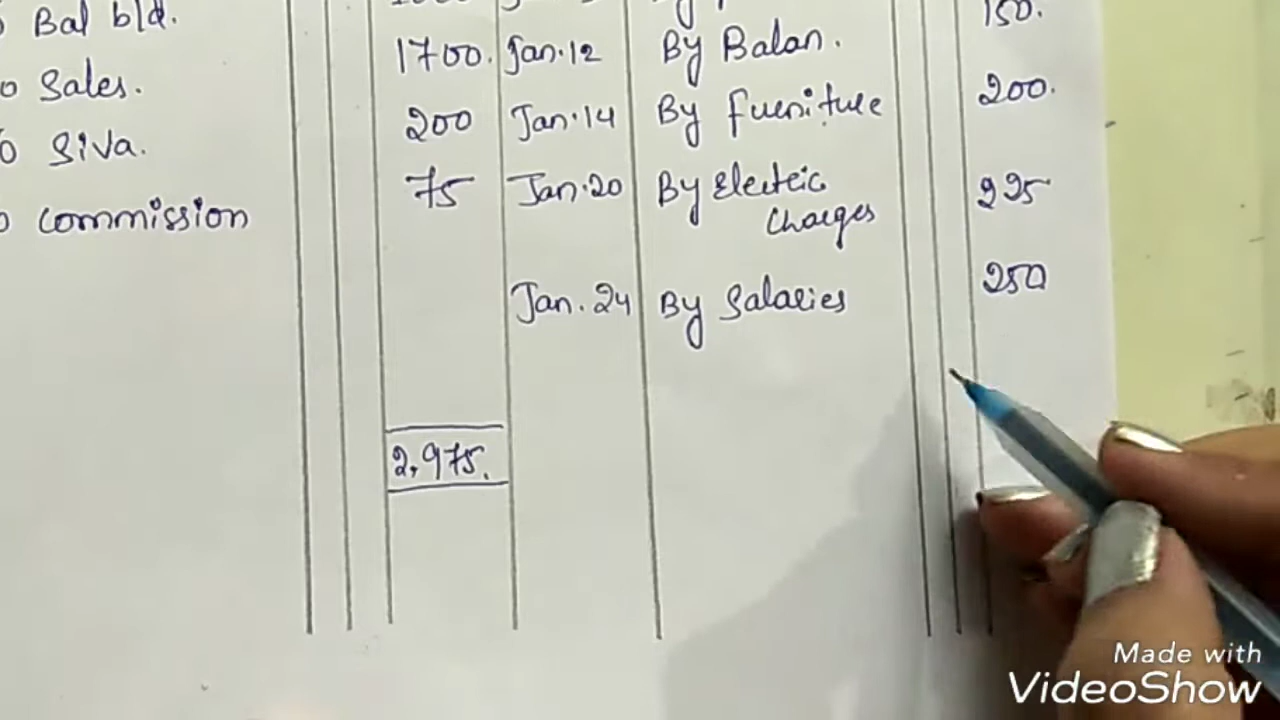 Bal b/d.
150.
1700. Jan.12 By Balan.
Sales.
200.
200 Jan.14 By furniture
Siva.
75 Jan.20 By Electric
Charges
225
Commission
250
Jan.24 By Salaries
2,975.
Made with
VideoShow